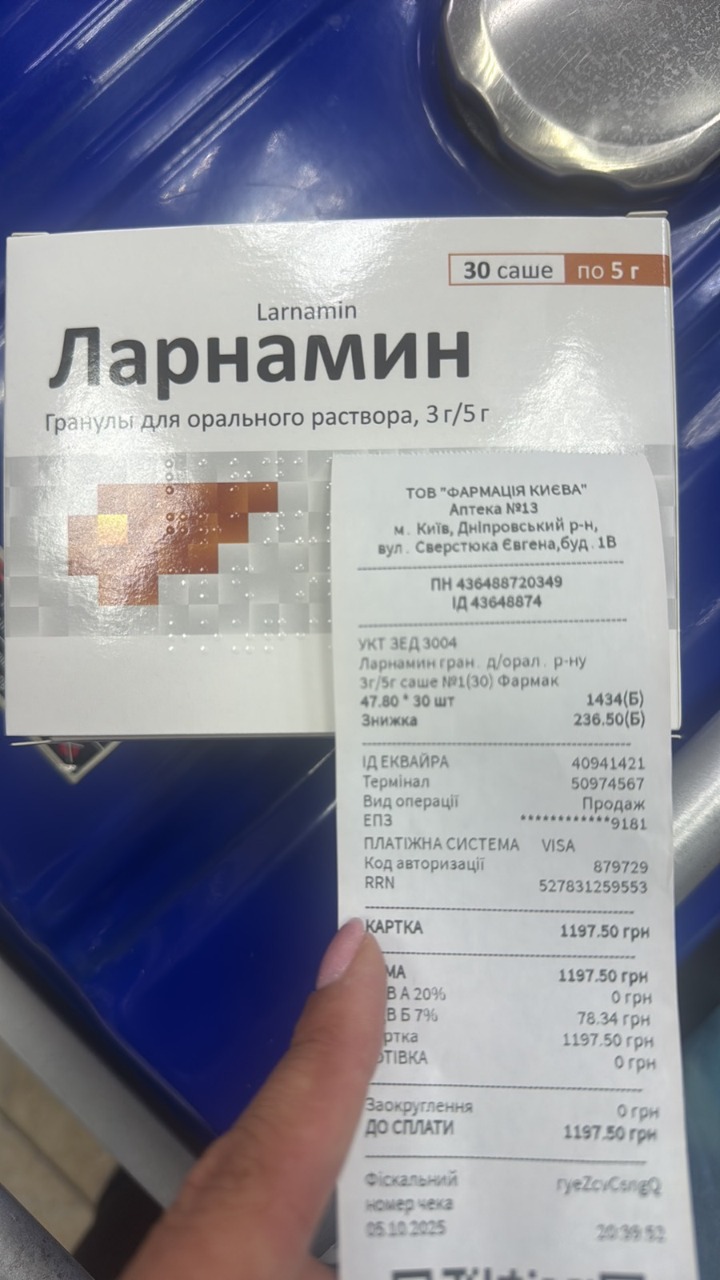 30 саше по 5 г
Larnamin
Ларнамин
Гранулы для орального раствора, 3 г/5 г
ТОВ "ФАРМАЦІЯ КИЄВА"
Аптека №13
м. Київ, Дніпровський р-н,
вул. Сверстюка Євгена,буд.1В
ПН 436488720349
ІД 43648874
УКТ ЗЕД 3004
Ларнамин гран. д/орал. р-ну
3г/5г саше №1(30) Фармак
47.80 * 30 шт 1434(Б)
Знижка 236.50(Б)
ІД ЕКВАЙРА 40941421
Термінал 50974567
Вид операції Продаж
ЕПЗ ************9181
ПЛАТІЖНА СИСТЕМА VISA
Код авторизації 879729
RRN 527831259553
КАРТКА 1197.50 грн
МА 1197.50 грн
В А 20% 0 грн
В Б 7% 78.34 грн
ртка 1197.50 грн
ОТІВКА 0 грн
Заокруглення 0 грн
ДО СПЛАТИ 1197.50 грн
Фіскальний ryeZcvCsngQ
номер чека
05.10.2025 20:39:52